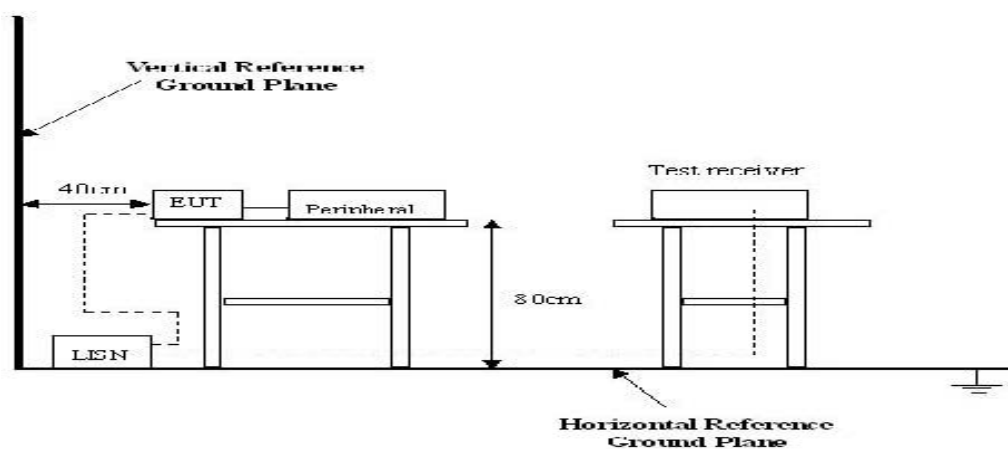 Vertical Reference
Ground Plane
40cm
EUT
Peripheral
Test receiver
80cm
LISN
Horizontal Reference
Ground Plane